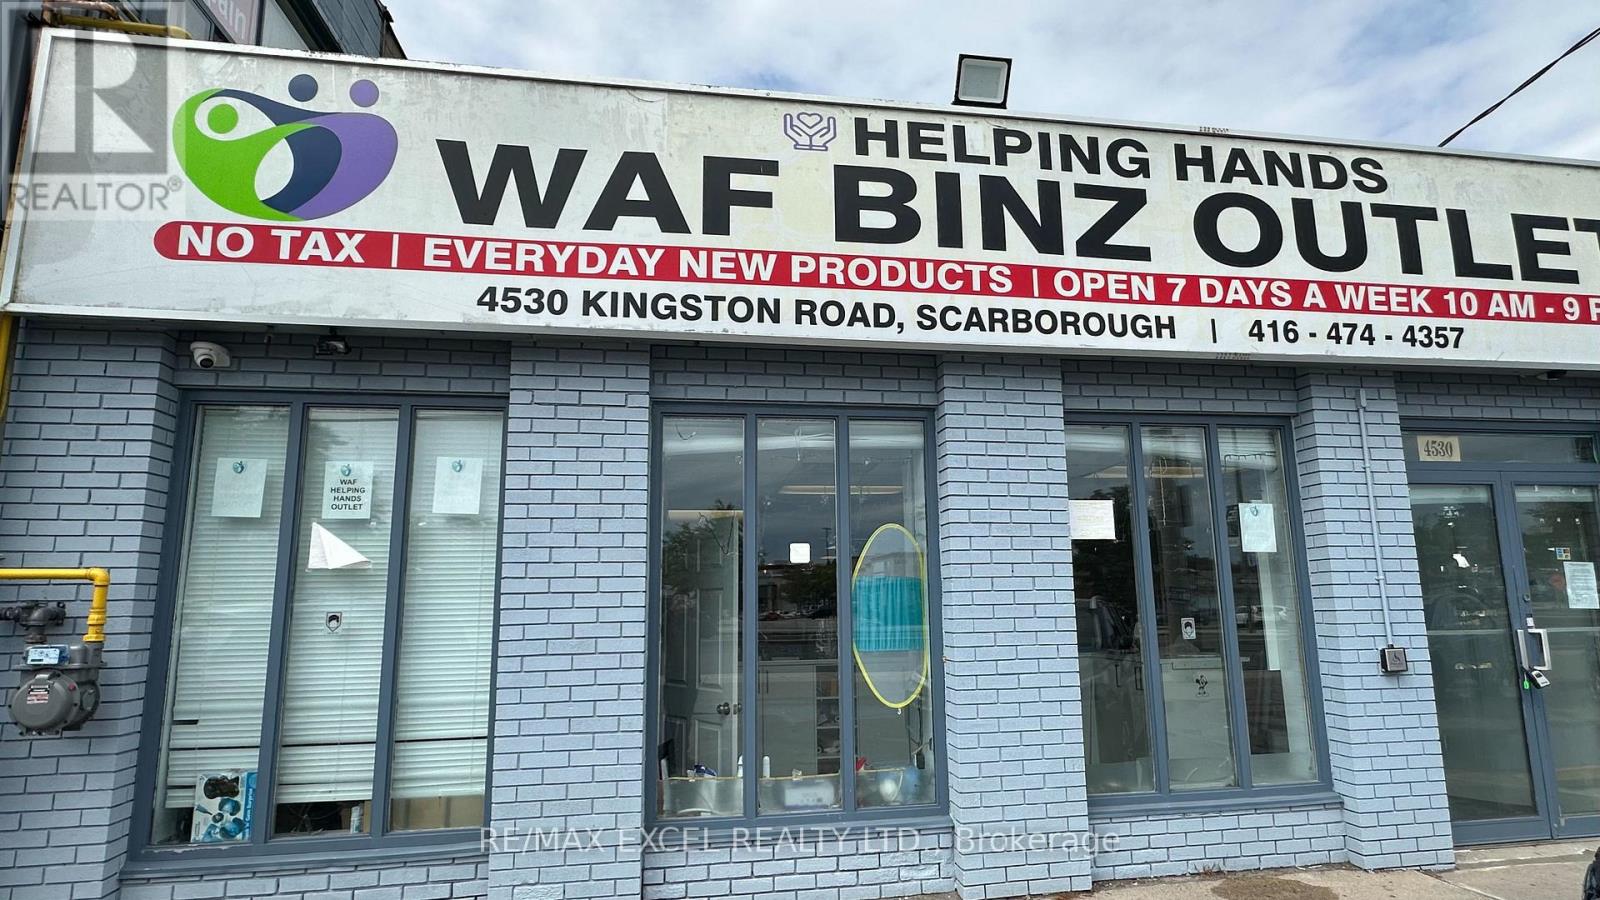 HELPING HANDS
WAF BINZ OUTLET
NO TAX | EVERYDAY NEW PRODUCTS | OPEN 7 DAYS A WEEK 10 AM - 9 P
4530 KINGSTON ROAD, SCARBOROUGH | 416 - 474 - 4357
4530
WAF
HELPING
HANDS
OUTLET
REALTOR®
RE/MAX EXCEL REALTY LTD., Brokerage